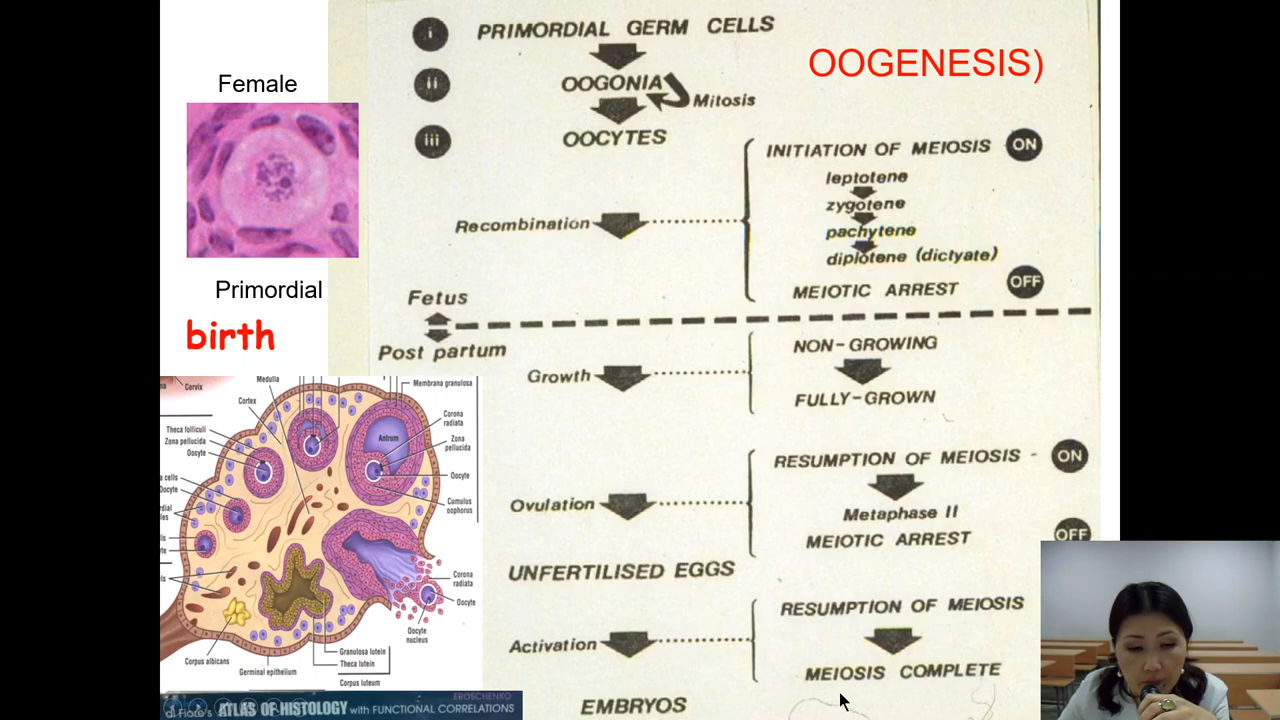 OOGENESIS)
Female
Primordial
birth
i PRIMORDIAL GERM CELLS
ii OOGONIA
Mitosis
iii OOCYTES
INITIATION OF MEIOSIS ON
leptotene
zygotene
Recombination
pachytene
diplotene (dictyate)
MEIOTIC ARREST OFF
Fetus
Post partum
NON-GROWING
Growth
FULLY-GROWN
RESUMPTION OF MEIOSIS - ON
Ovulation
Metaphase II
MEIOTIC ARREST OFF
UNFERTILISED EGGS
RESUMPTION OF MEIOSIS
Activation
MEIOSIS COMPLETE
EMBRYOS
Cervix
Medulla
Membrana granulosa
Cortex
Corona
radiata
Theca folliculi
Zona pellucida
Oocyte
Antrum
Zona
pellucida
Oocyte
Cumulus
oophorus
cells
Corona
radiata
Oocyte
Oocyte
nucleus
Corpus albicans
Germinal epithelium
Granulosa lutein
Theca lutein
Corpus luteum
EROSCHENKO
di Fiore's ATLAS OF HISTOLOGY with FUNCTIONAL CORRELATIONS